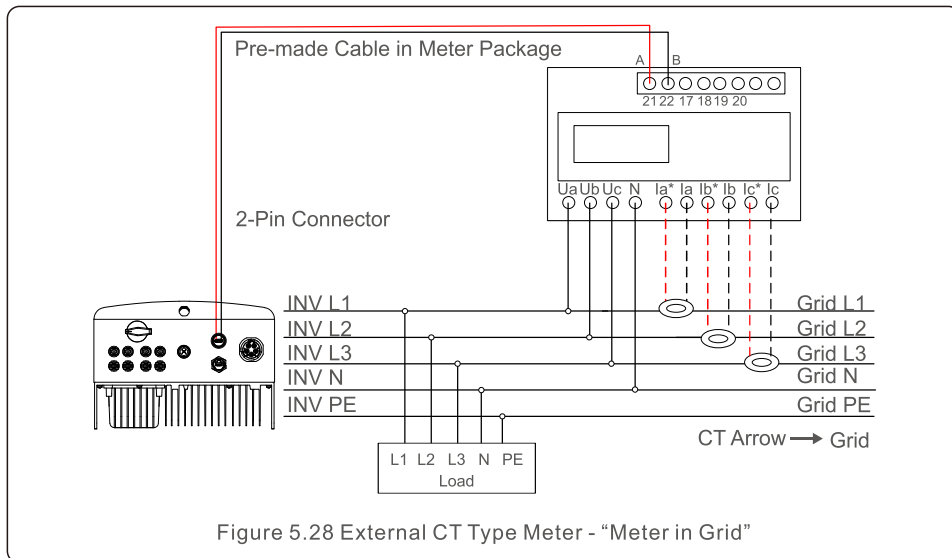 Pre-made Cable in Meter Package
A B
21 22 17 18 19 20
Ua Ub Uc N Ia* Ia Ib* Ib Ic* Ic
2-Pin Connector
INV L1 Grid L1
INV L2 Grid L2
INV L3 Grid L3
INV N Grid N
INV PE Grid PE
CT Arrow → Grid
L1 L2 L3 N PE
Load
Figure 5.28 External CT Type Meter - “Meter in Grid”